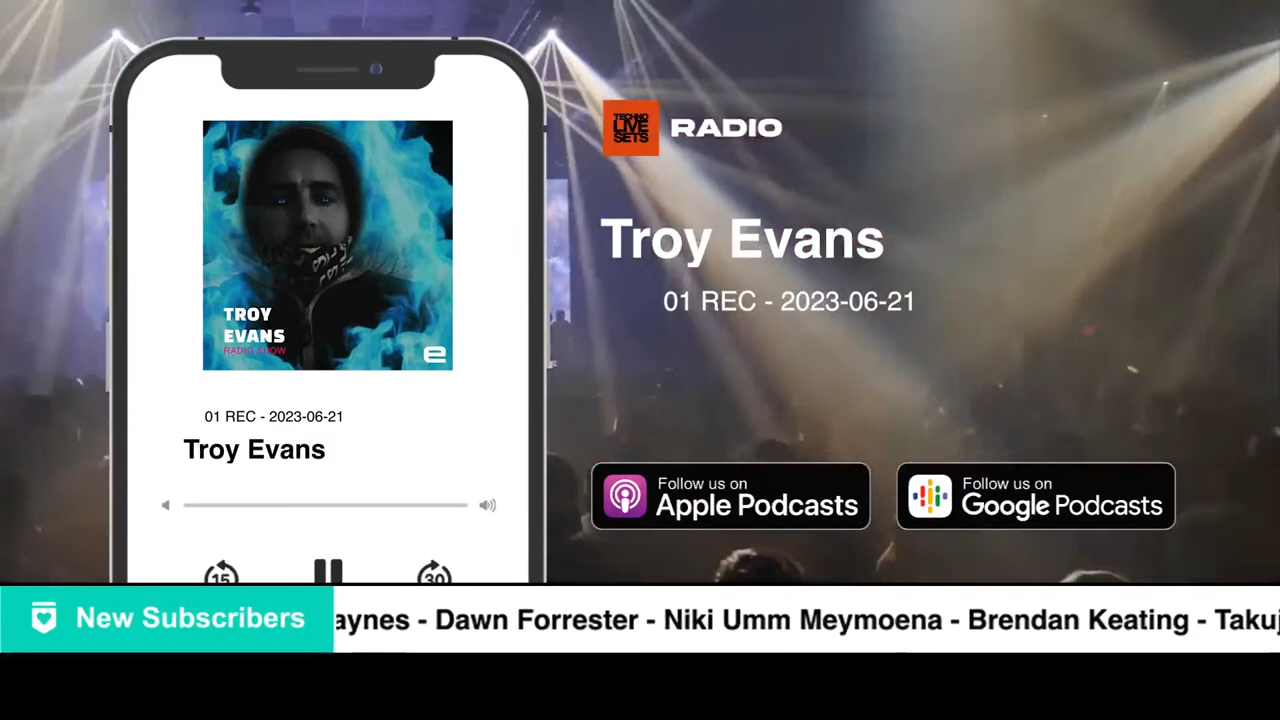 TECHNO
LIVE
SETS
RADIO
Troy Evans
01 REC - 2023-06-21
TROY
EVANS
RADIO SHOW
e
01 REC - 2023-06-21
Troy Evans
15
30
Follow us on
Apple Podcasts
Follow us on
Google Podcasts
New Subscribers
aynes - Dawn Forrester - Niki Umm Meymoena - Brendan Keating - Takuj